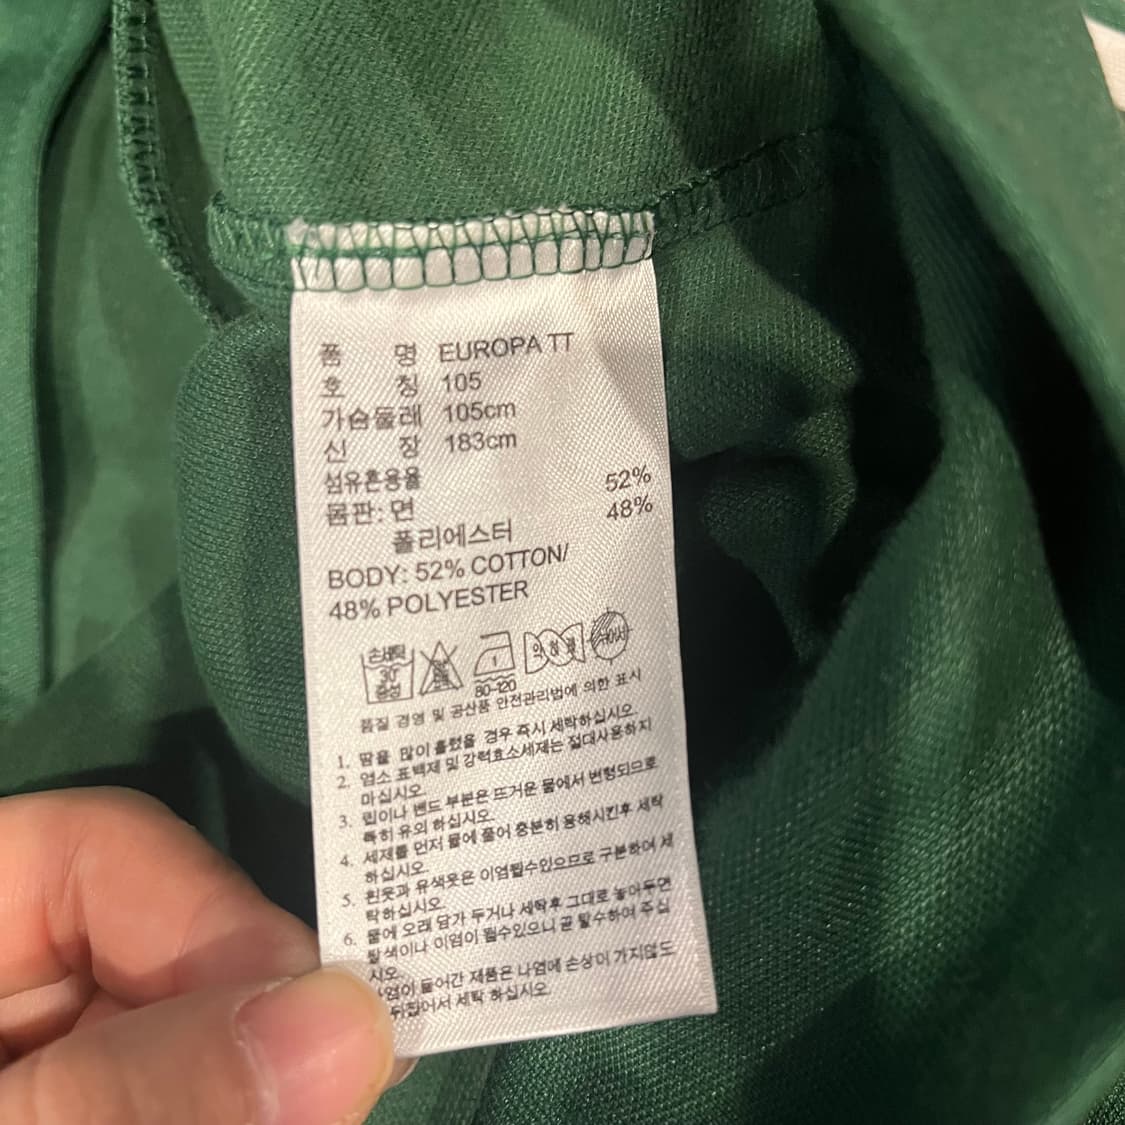 품 명 EUROPA TT
호 칭 105
가슴둘레 105cm
신 장 183cm
섬유혼용율
몸판: 면 52%
폴리에스터 48%
BODY: 52% COTTON/
48% POLYESTER
손세탁 30° 중성
80-120
품질 경영 및 공산품 안전관리법에 의한 표시
1. 땀을 많이 흘렸을 경우 즉시 세탁하십시오.
2. 염소 표백제 및 강력효소세제는 절대사용하지
마십시오.
3. 립이나 밴드 부분은 뜨거운 물에서 변형되므로
특히 유의 하십시오.
4. 세제를 먼저 물에 풀어 충분히 용해시킨후 세탁
하십시오.
5. 흰옷과 유색옷은 이염될수있으므로 구분하여 세
탁하십시오.
6. 물에 오래 담가 두거나 세탁후 그대로 놓아두면
탈색이나 이염이 될수있으니 곧 탈수하여 주십
시오.
나염이 들어간 제품은 나염에 손상이 가지않도
뒤집어서 세탁 하십시오.